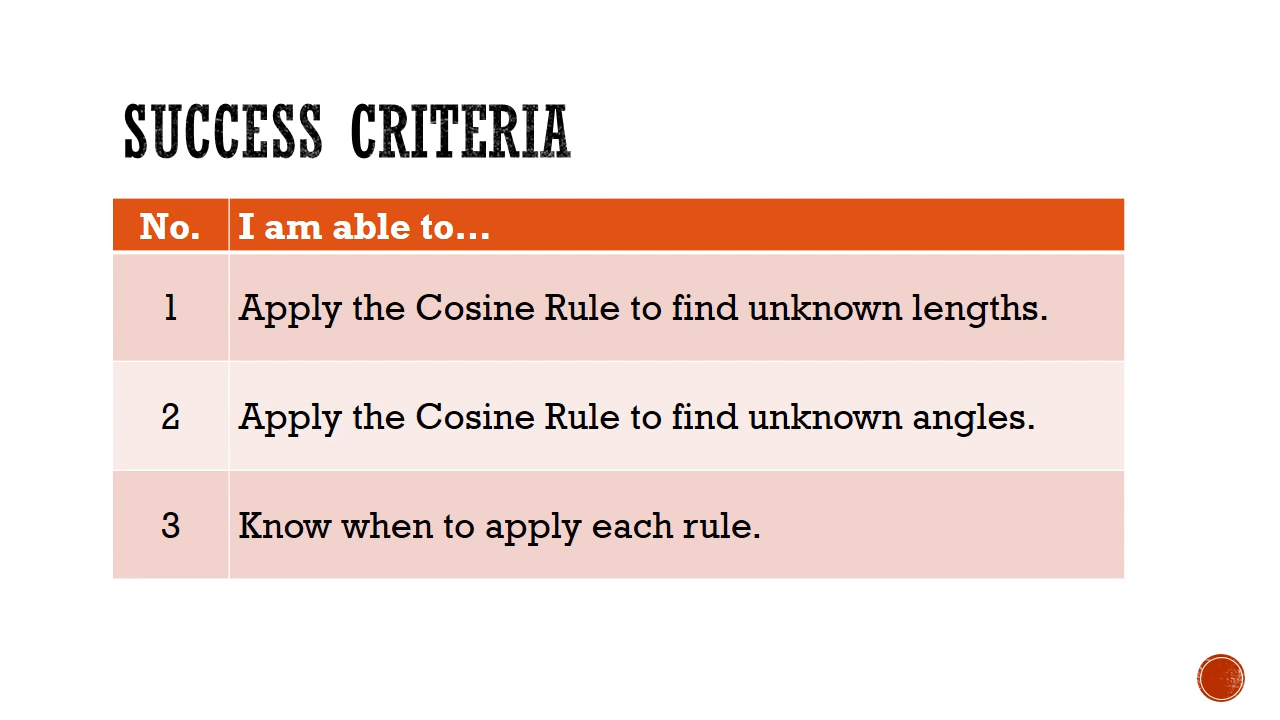 SUCCESS CRITERIA
No. I am able to...
1 Apply the Cosine Rule to find unknown lengths.
2 Apply the Cosine Rule to find unknown angles.
3 Know when to apply each rule.